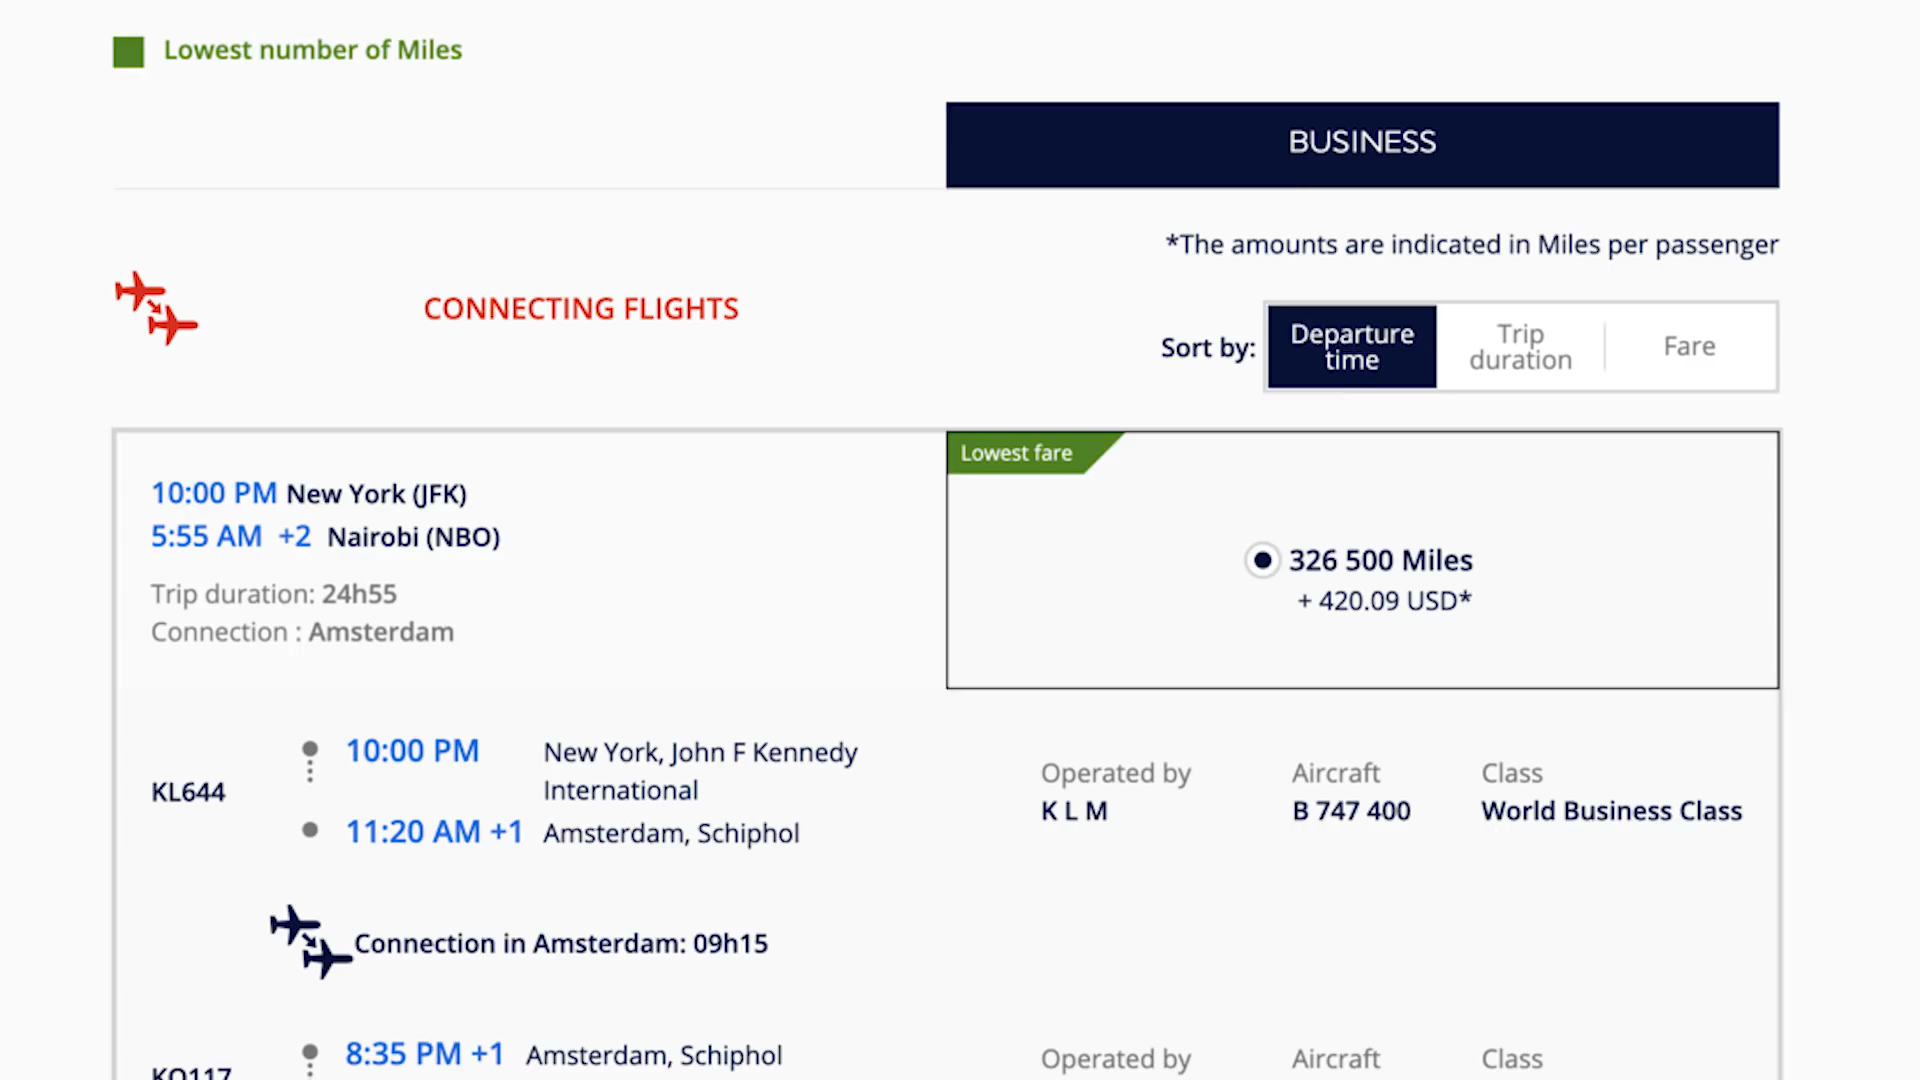 Lowest number of Miles
BUSINESS
*The amounts are indicated in Miles per passenger
CONNECTING FLIGHTS
Sort by:
Departure time
Trip duration
Fare
Lowest fare
10:00 PM New York (JFK)
5:55 AM +2 Nairobi (NBO)
Trip duration: 24h55
Connection : Amsterdam
326 500 Miles
+ 420.09 USD*
KL644
10:00 PM New York, John F Kennedy
International
11:20 AM +1 Amsterdam, Schiphol
Operated by
K L M
Aircraft
B 747 400
Class
World Business Class
Connection in Amsterdam: 09h15
KQ117
8:35 PM +1 Amsterdam, Schiphol
Operated by
Aircraft
Class